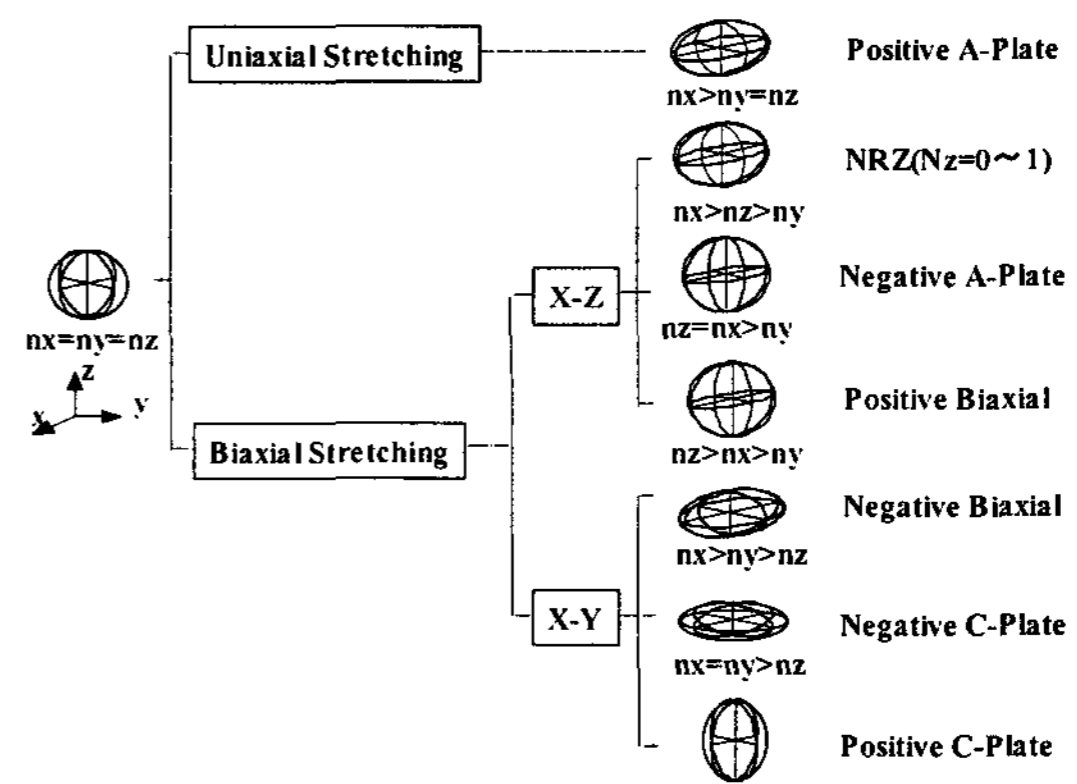 Uniaxial Stretching
Positive A-Plate
nx>ny=nz
NRZ(Nz=0～1)
nx>nz>ny
X-Z
Negative A-Plate
nz=nx>ny
nx=ny=nz
z
x
y
Positive Biaxial
nz>nx>ny
Biaxial Stretching
Negative Biaxial
nx>ny>nz
X-Y
Negative C-Plate
nx=ny>nz
Positive C-Plate